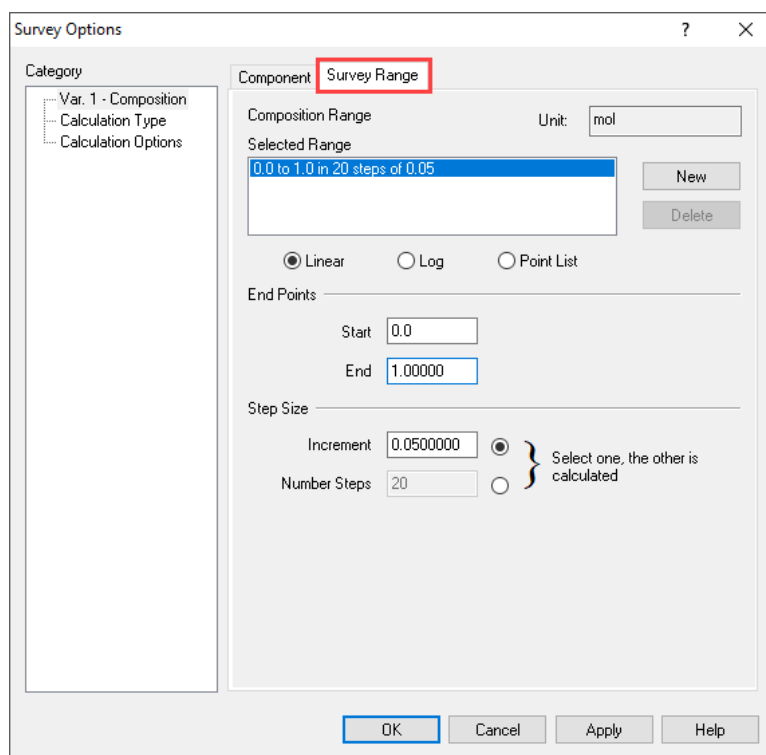 Survey Options
?
Category
Var. 1 - Composition
Calculation Type
Calculation Options
Component
Survey Range
Composition Range
Unit: mol
Selected Range
0.0 to 1.0 in 20 steps of 0.05
New
Delete
Linear
Log
Point List
End Points
Start 0.0
End 1.00000
Step Size
Increment 0.0500000
Number Steps 20
Select one, the other is
calculated
OK
Cancel
Apply
Help